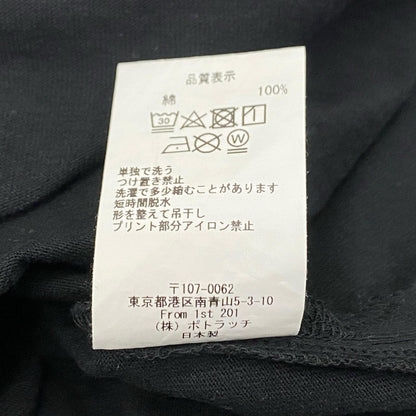 品質表示
綿 100%
30
W
単独で洗う
つけ置き禁止
洗濯で多少縮むことがあります
短時間脱水
形を整えて吊干し
プリント部分アイロン禁止
〒107-0062
東京都港区南青山5-3-10
From 1st 201
(株) ポトラッチ
日本製